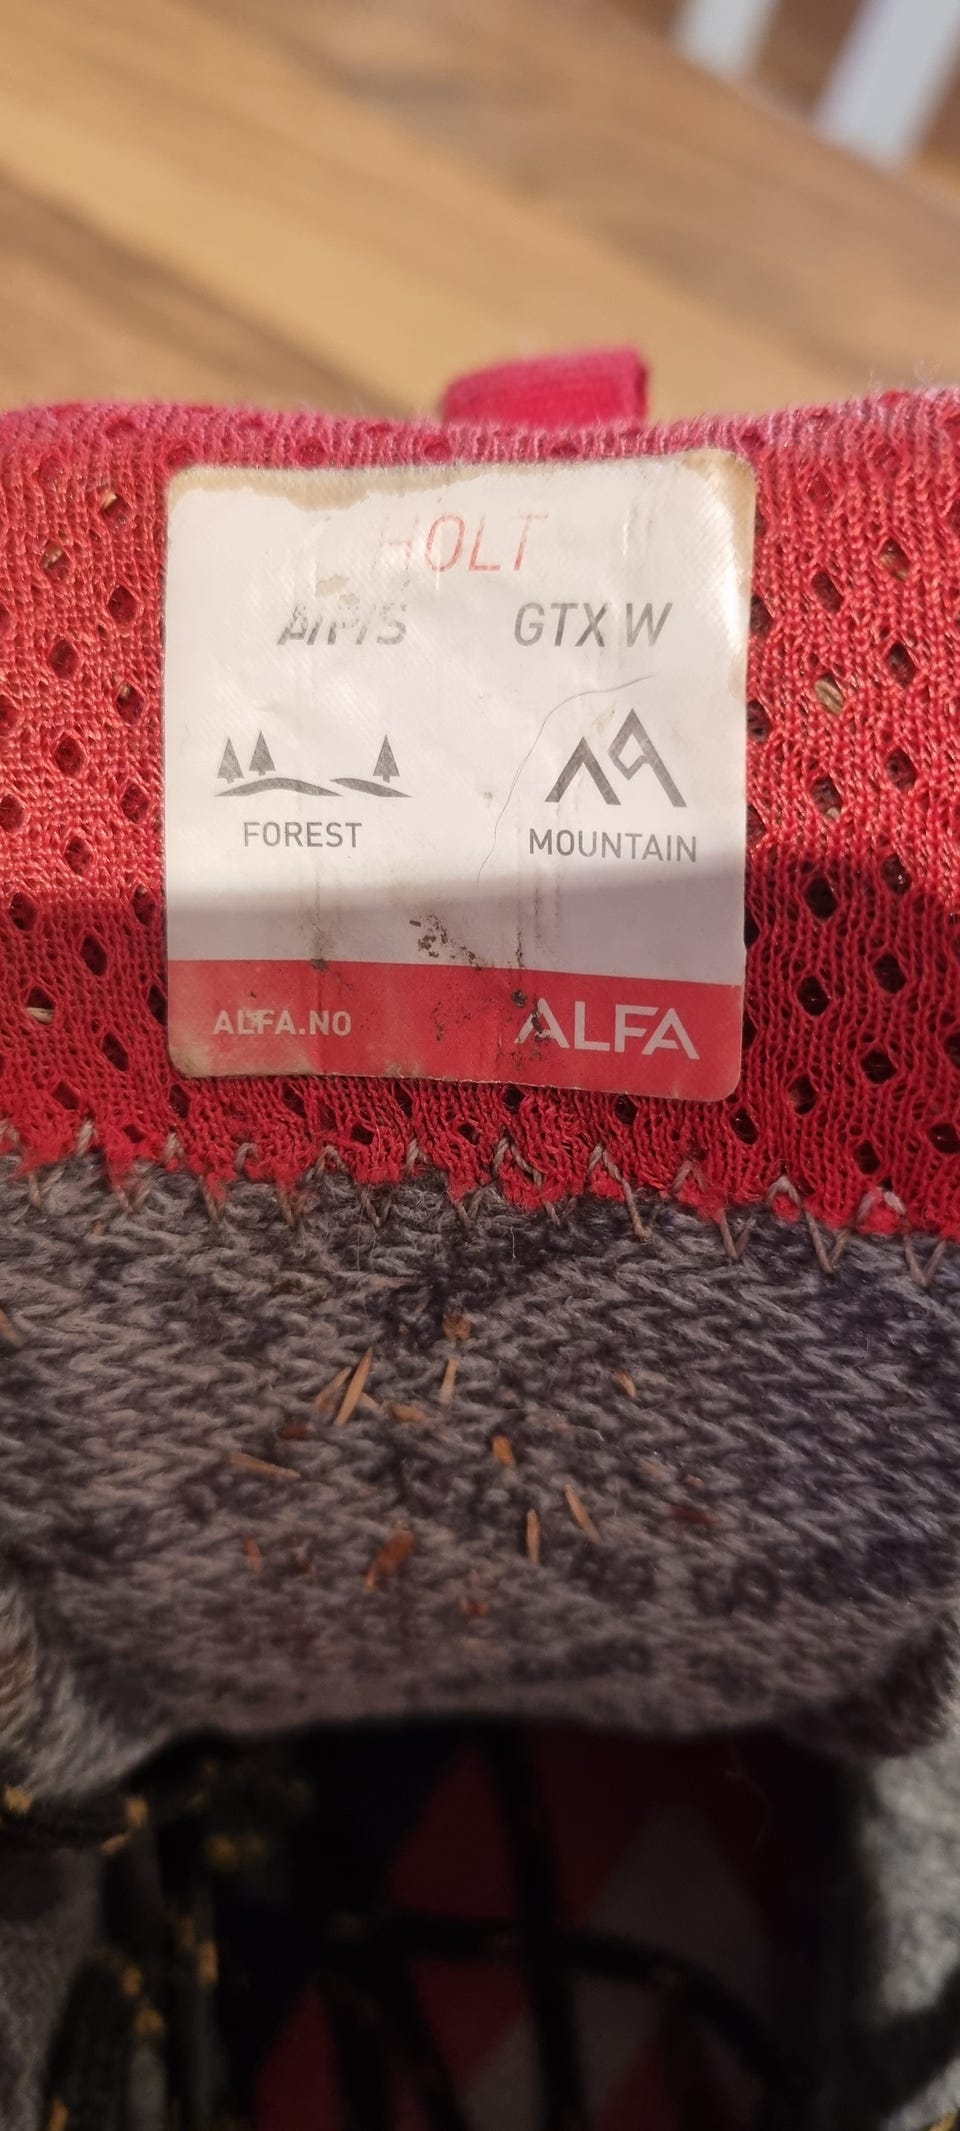 HOLT
A/P/S GTX W
FOREST MOUNTAIN
ALFA.NO ALFA